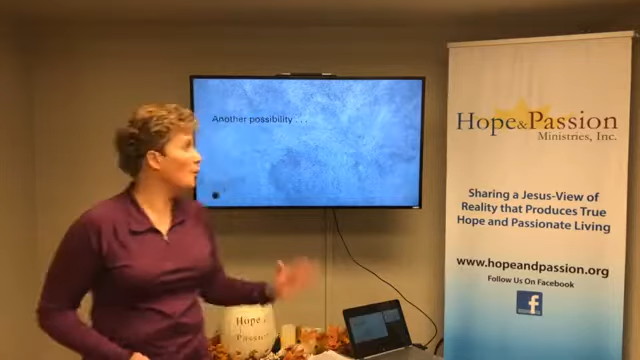 Another possibility . . .
Hope&Passion
Ministries, Inc.
Sharing a Jesus-View of
Reality that Produces True
Hope and Passionate Living
www.hopeandpassion.org
Follow Us On Facebook
f
Hope &
Passion